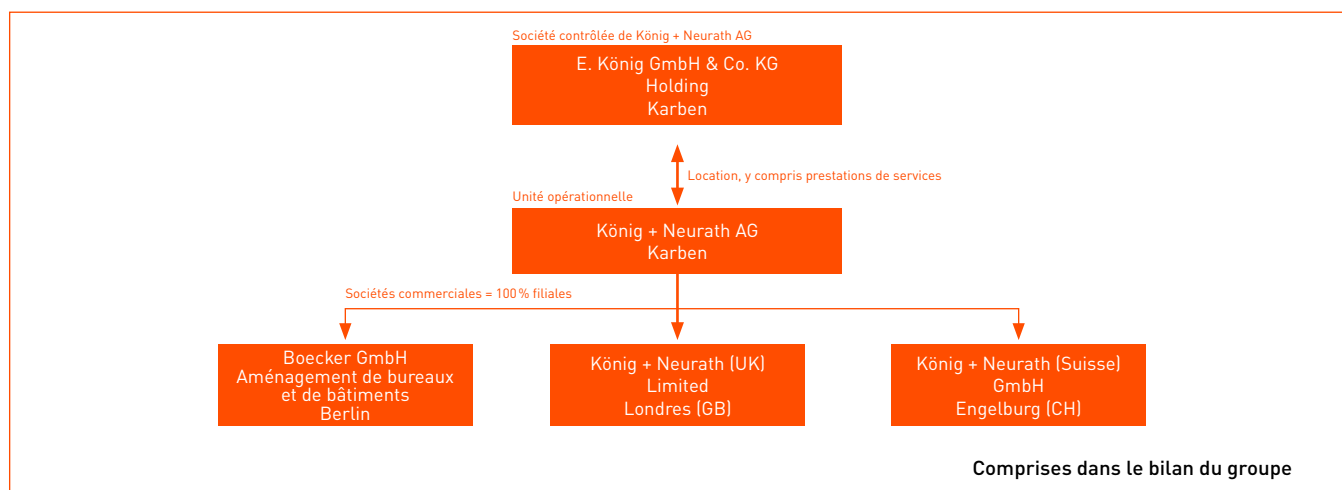 Société contrôlée de König + Neurath AG
E. König GmbH & Co. KG
Holding
Karben
Location, y compris prestations de services
Unité opérationnelle
König + Neurath AG
Karben
Sociétés commerciales = 100 % filiales
Boecker GmbH
Aménagement de bureaux
et de bâtiments
Berlin
König + Neurath (UK)
Limited
Londres (GB)
König + Neurath (Suisse)
GmbH
Engelburg (CH)
Comprises dans le bilan du groupe